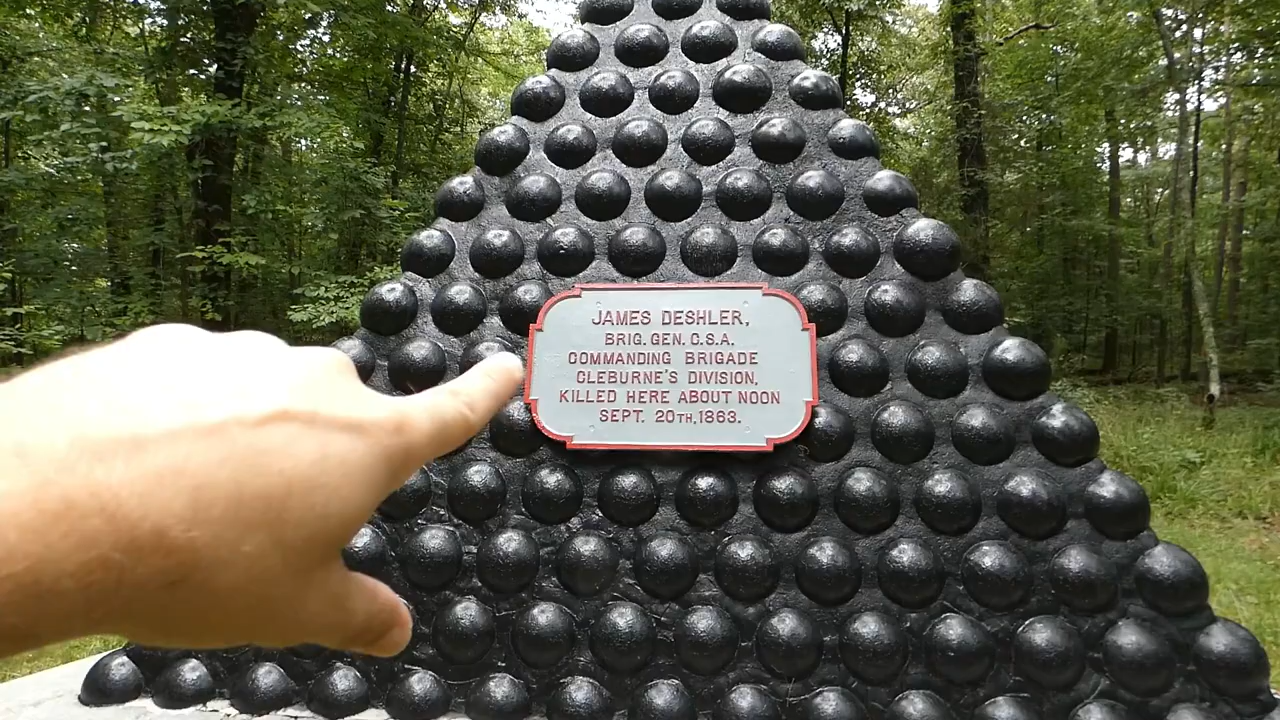 JAMES DESHLER,
BRIG. GEN. C.S.A.
COMMANDING BRIGADE
CLEBURNE'S DIVISION,
KILLED HERE ABOUT NOON
SEPT. 20TH, 1863.